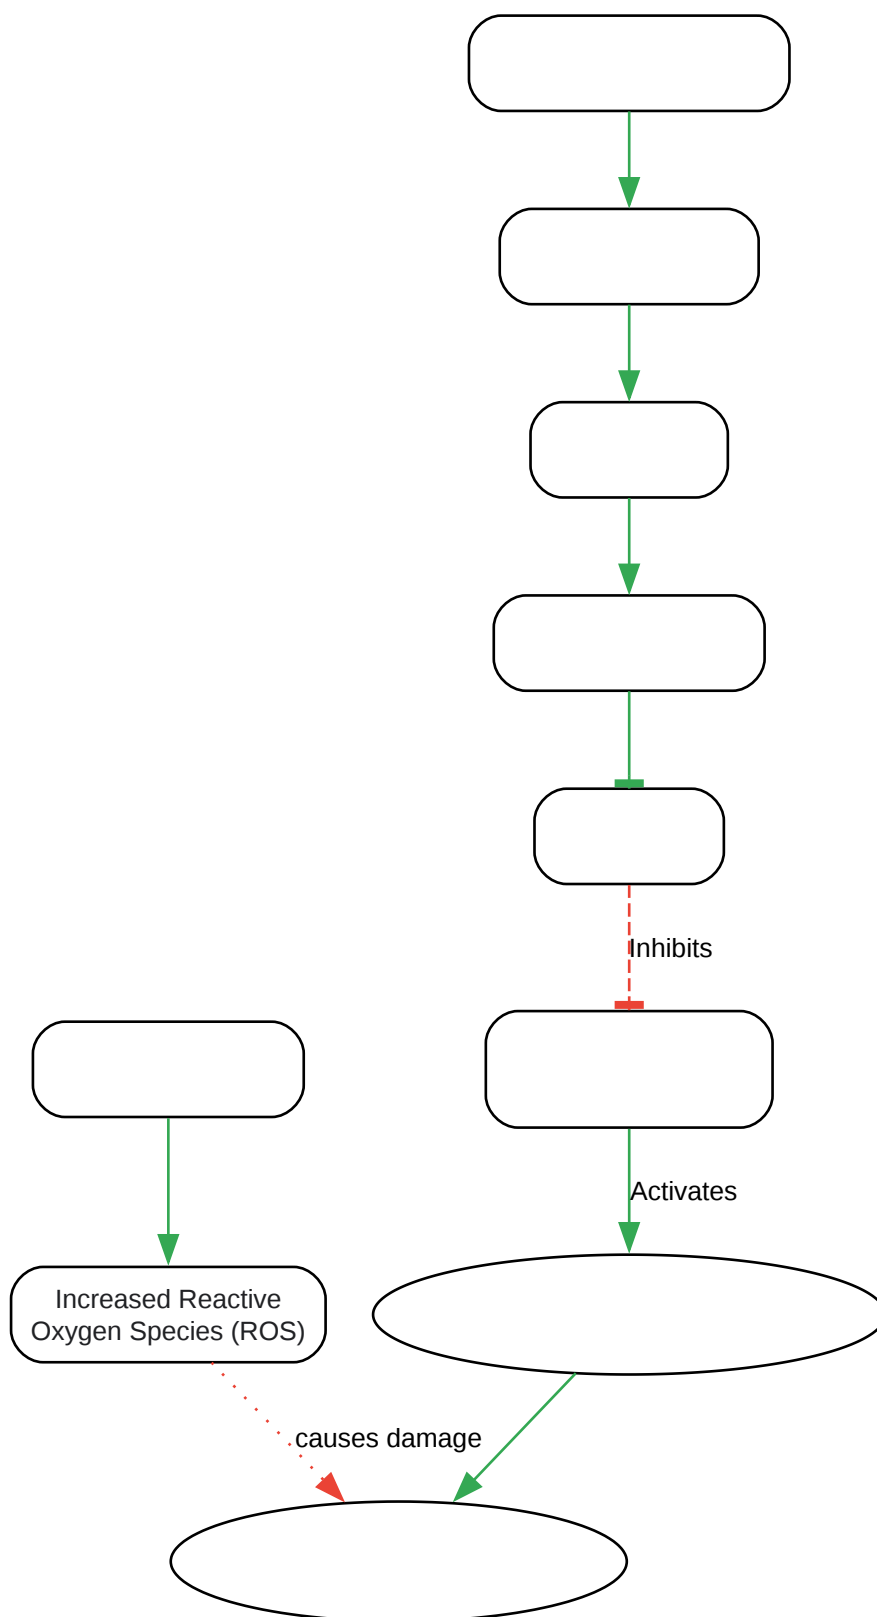 Inhibits
Activates
Increased Reactive
Oxygen Species (ROS)
causes damage